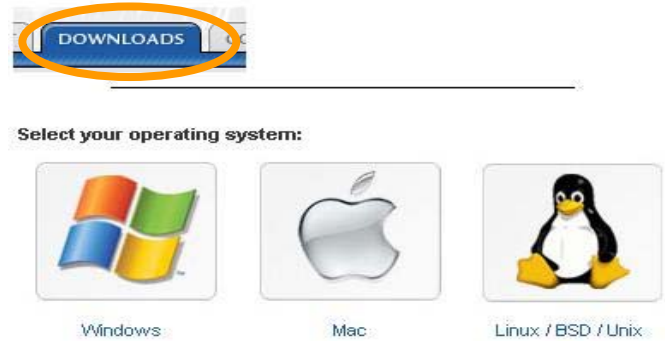 DOWNLOADS
Select your operating system:
Windows
Mac
Linux / BSD / Unix